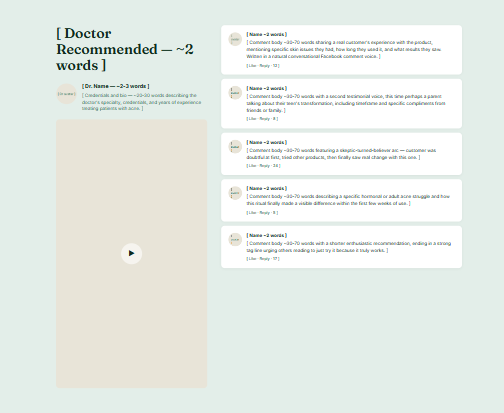 [ Doctor
Recommended — ~2
words ]
[ Dr. Name — ~2-3 words ]
[ Credentials and bio — ~20-30 words describing the
doctor's specialty, credentials, and years of experience
treating patients with acne. ]
[ Name ~2 words ]
[ Comment body ~30-70 words sharing a real customer's experience with the product,
mentioning specific skin issues they had, how long they used it, and what results they saw.
Written in a natural conversational Facebook comment voice. ]
[ Like · Reply · 12 ]
[ Name ~2 words ]
[ Comment body ~30-70 words with a second testimonial voice, this time perhaps a parent
talking about their teen's transformation, including timeframe and specific compliments from
friends or family. ]
[ Like · Reply · 8 ]
[ Name ~2 words ]
[ Comment body ~30-70 words featuring a skeptic-turned-believer arc — customer was
doubtful at first, tried other products, then finally saw real change with this one. ]
[ Like · Reply · 24 ]
[ Name ~2 words ]
[ Comment body ~30-70 words describing a specific hormonal or adult acne struggle and how
this ritual finally made a visible difference within the first few weeks of use. ]
[ Like · Reply · 9 ]
[ Name ~2 words ]
[ Comment body ~30-70 words with a shorter enthusiastic recommendation, ending in a strong
tag line urging others reading to just try it because it truly works. ]
[ Like · Reply · 17 ]